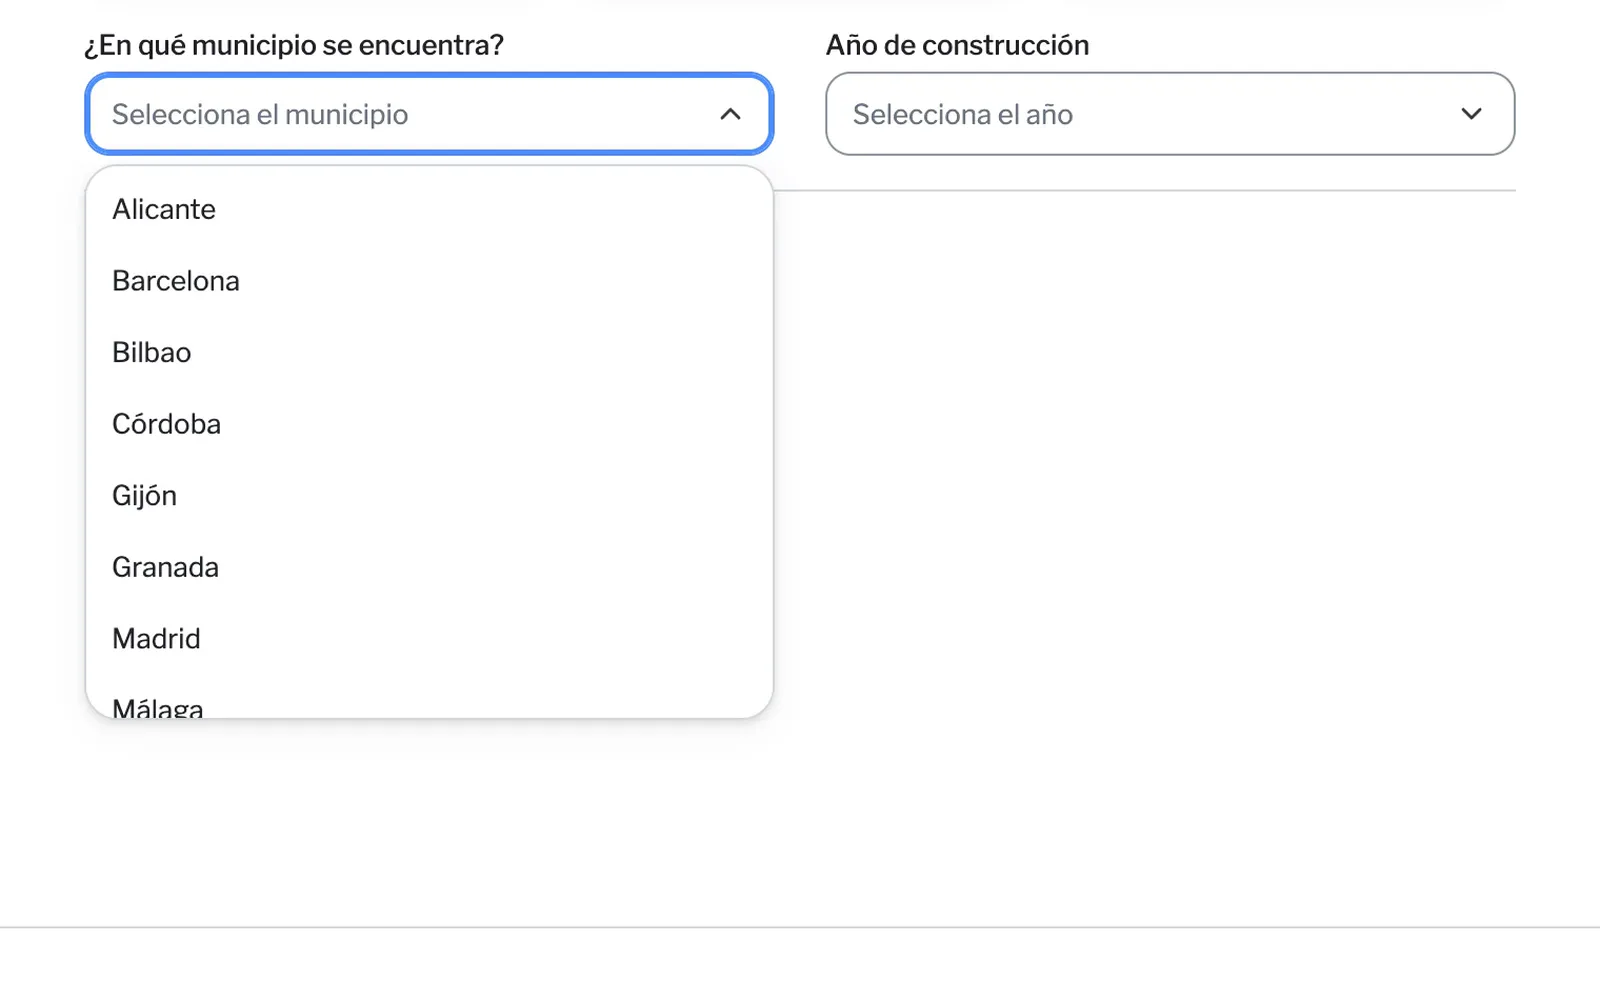 ¿En qué municipio se encuentra?
Selecciona el municipio
Año de construcción
Selecciona el año
Alicante
Barcelona
Bilbao
Córdoba
Gijón
Granada
Madrid
Málaga